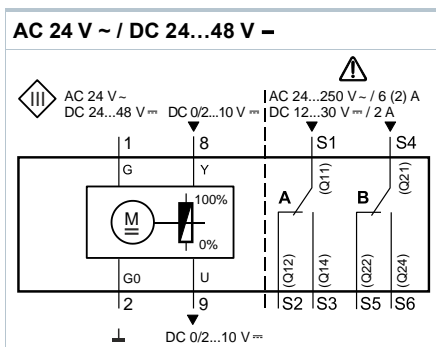 AC 24 V ~ / DC 24...48 V ⎓
III
AC 24 V ~
DC 24...48 V ⎓
DC 0/2...10 V ⎓
AC 24...250 V ~ / 6 (2) A
DC 12...30 V ⎓ / 2 A
1 8 S1 S4
G Y (Q11) (Q21)
A B
M
100%
0%
G0 U (Q12) (Q14) (Q22) (Q24)
2 9 S2 S3 S5 S6
DC 0/2...10 V ⎓